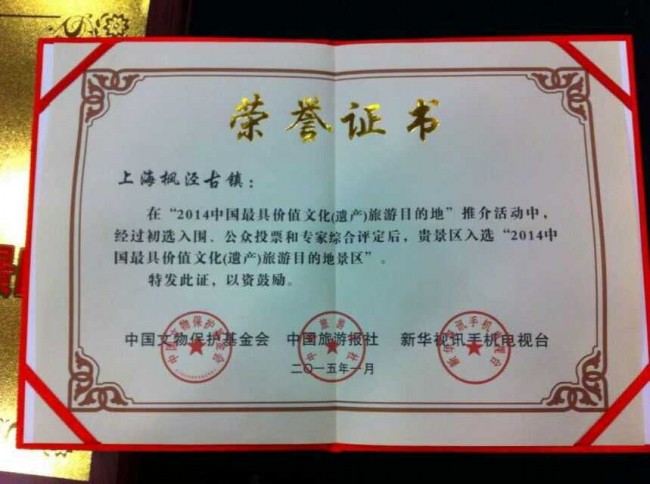 荣誉证书
上海枫泾古镇：
在“2014中国最具价值文化(遗产)旅游目的地”推介活动中，
经过初选入围、公众投票和专家综合评定后，贵景区入选“2014中
国最具价值文化(遗产)旅游目的地景区”。
特发此证，以资鼓励。
中国文物保护基金会 中国旅游报社 新华视讯手机电视台
二〇一五年一月